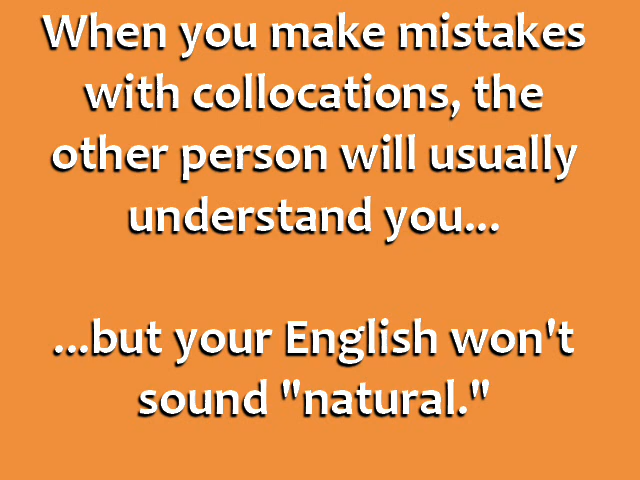 When you make mistakes
with collocations, the
other person will usually
understand you...
...but your English won't
sound "natural."